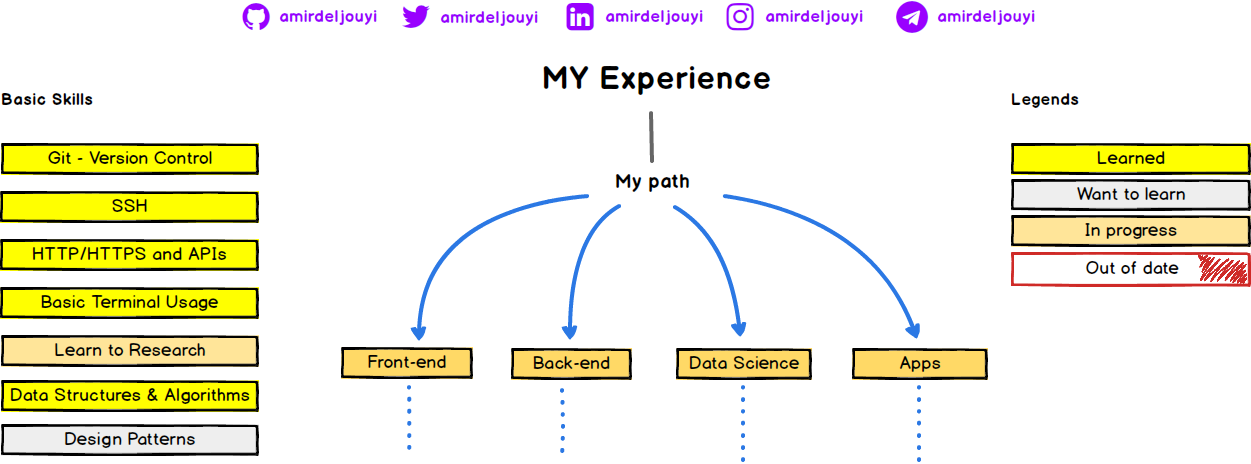 amirdeljouyi
amirdeljouyi
amirdeljouyi
amirdeljouyi
amirdeljouyi
MY Experience
My path
Basic Skills
Git - Version Control
SSH
HTTP/HTTPS and APIs
Basic Terminal Usage
Learn to Research
Data Structures & Algorithms
Design Patterns
Front-end
Back-end
Data Science
Apps
Legends
Learned
Want to learn
In progress
Out of date